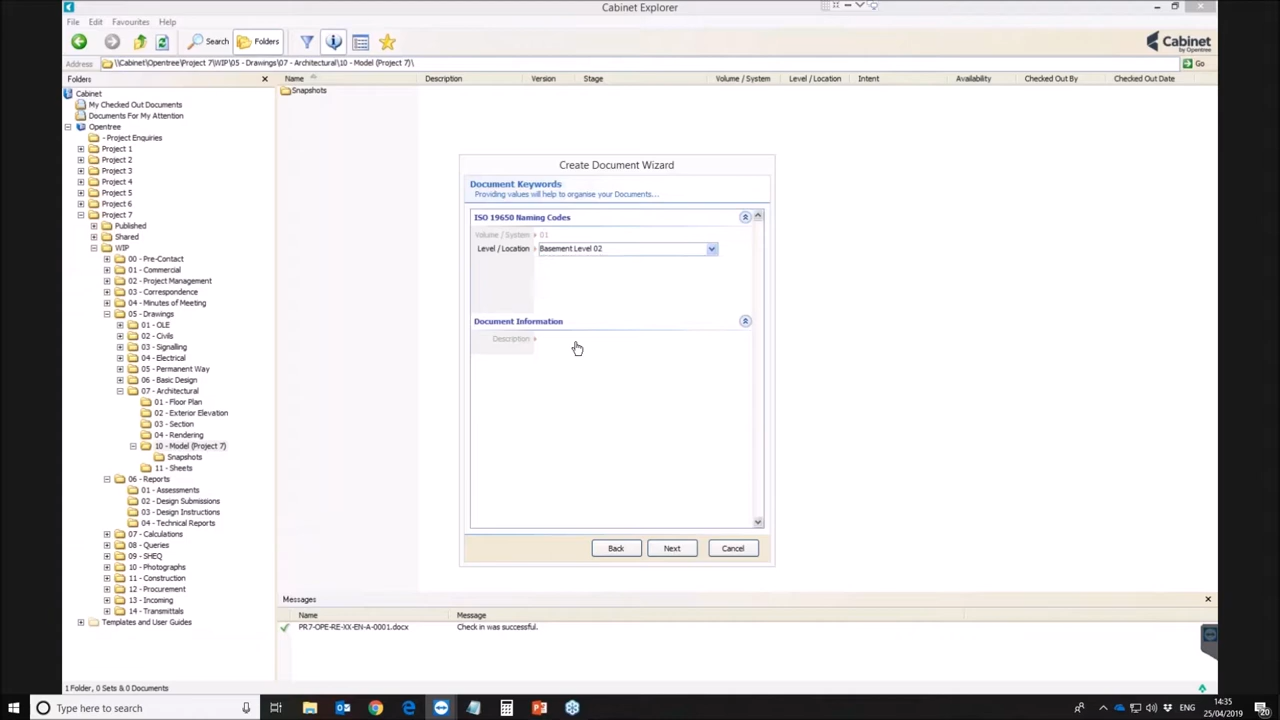 Cabinet Explorer
File Edit Favourites Help
Search Folders
Cabinet by Opentree
Address \\Cabinet\Opentree\Project 7\WIP\05 - Drawings\07 - Architectural\10 - Model (Project 7)\ Go
Folders
Cabinet
My Checked Out Documents
Documents For My Attention
Opentree
- Project Enquiries
Project 1
Project 2
Project 3
Project 4
Project 5
Project 6
Project 7
Published
Shared
WIP
00 - Pre-Contact
01 - Commercial
02 - Project Management
03 - Correspondence
04 - Minutes of Meeting
05 - Drawings
01 - OLE
02 - Civils
03 - Signalling
04 - Electrical
05 - Permanent Way
06 - Basic Design
07 - Architectural
01 - Floor Plan
02 - Exterior Elevation
03 - Section
04 - Rendering
10 - Model (Project 7)
Snapshots
11 - Sheets
06 - Reports
01 - Assessments
02 - Design Submissions
03 - Design Instructions
04 - Technical Reports
07 - Calculations
08 - Queries
09 - SHEQ
10 - Photographs
11 - Construction
12 - Procurement
13 - Incoming
14 - Transmittals
Templates and User Guides
Name Description Version Stage Volume / System Level / Location Intent Availability Checked Out By Checked Out Date
Snapshots
Create Document Wizard
Document Keywords
Providing values will help to organise your Documents...
ISO 19650 Naming Codes
Volume / System 01
Level / Location Basement Level 02
Document Information
Description
Back Next Cancel
Messages
Name Message
PR7-OPE-RE-XX-EN-A-0001.docx Check in was successful.
1 Folder, 0 Sets & 0 Documents
Type here to search
ENG
14:35
25/04/2019
20